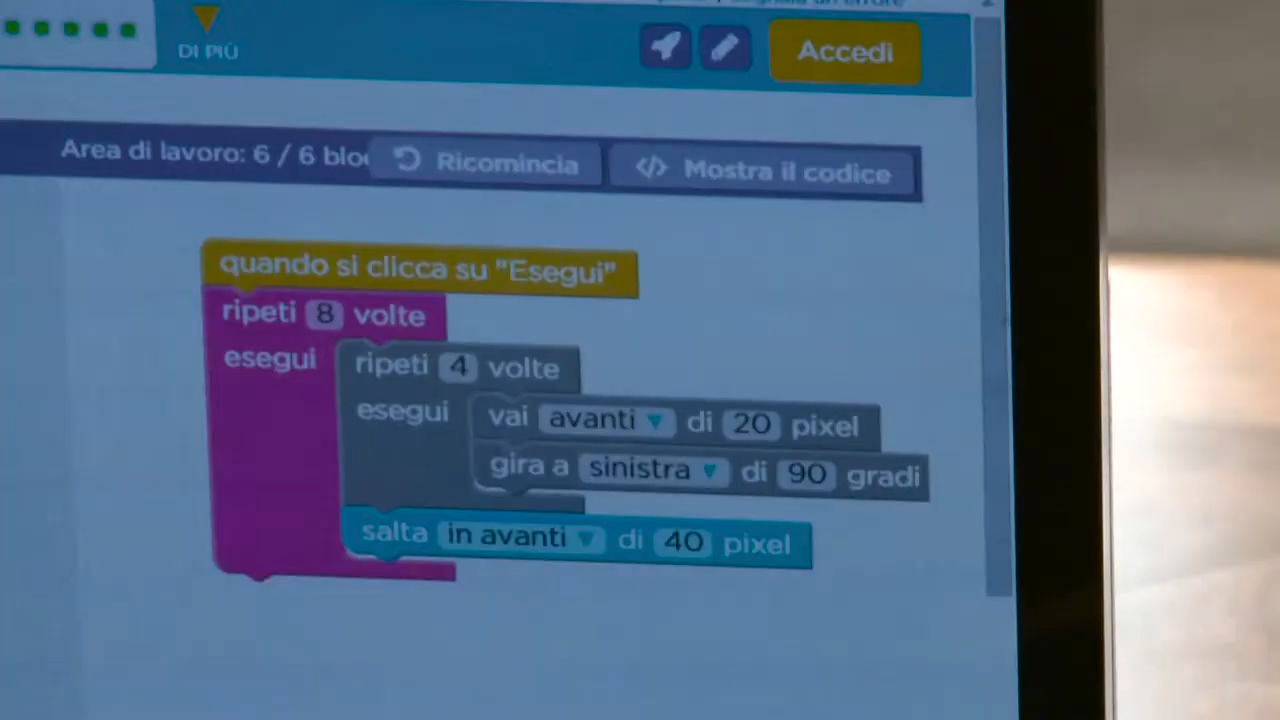 DI PIÙ
Accedi
Area di lavoro: 6 / 6
Ricomincia
Mostra il codice
quando si clicca su "Esegui"
ripeti 8 volte
esegui
ripeti 4 volte
esegui
vai avanti di 20 pixel
gira a sinistra di 90 gradi
salta in avanti di 40 pixel